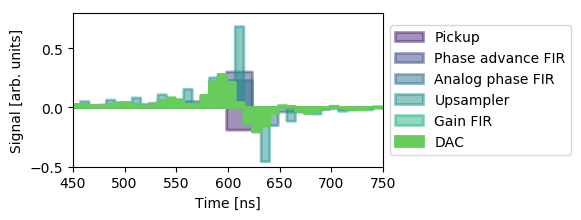 Signal [arb. units]
0.5
0.0
−0.5
450 500 550 600 650 700 750
Time [ns]
Pickup
Phase advance FIR
Analog phase FIR
Upsampler
Gain FIR
DAC